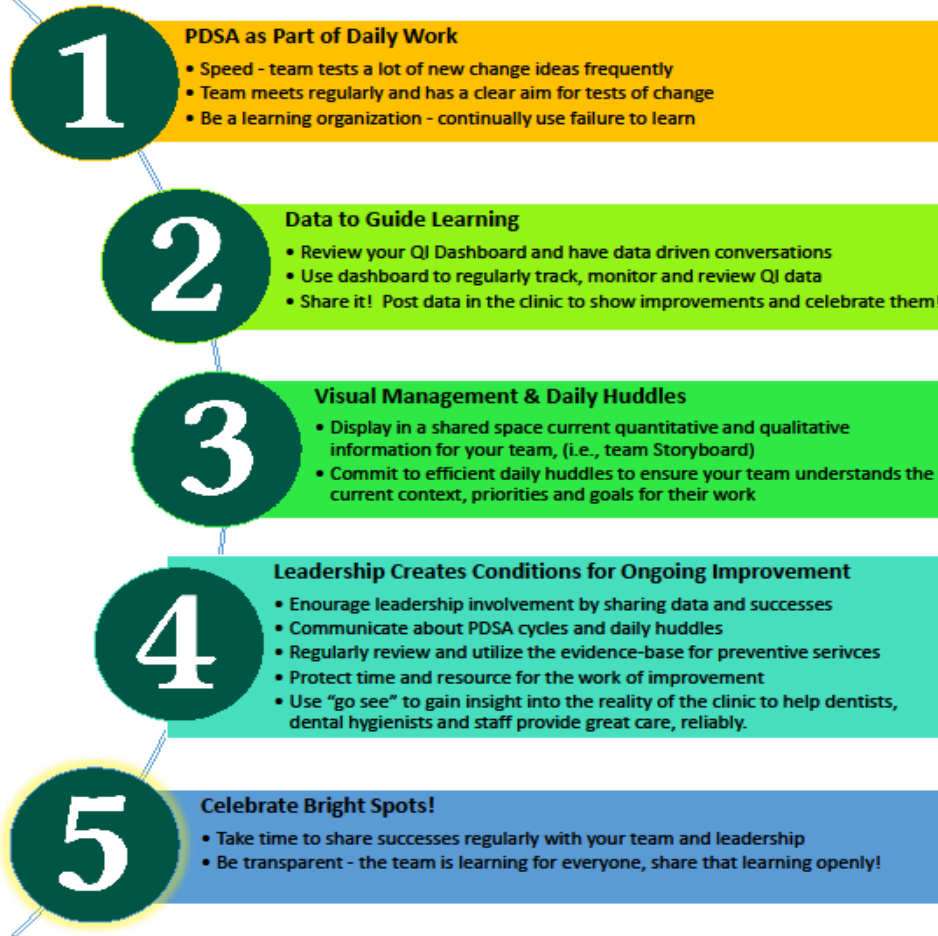 1
PDSA as Part of Daily Work
• Speed - team tests a lot of new change ideas frequently
• Team meets regularly and has a clear aim for tests of change
• Be a learning organization - continually use failure to learn
2
Data to Guide Learning
• Review your QI Dashboard and have data driven conversations
• Use dashboard to regularly track, monitor and review QI data
• Share it!  Post data in the clinic to show improvements and celebrate them!
3
Visual Management & Daily Huddles
• Display in a shared space current quantitative and qualitative
information for your team, (i.e., team Storyboard)
• Commit to efficient daily huddles to ensure your team understands the
current context, priorities and goals for their work
4
Leadership Creates Conditions for Ongoing Improvement
• Enourage leadership involvement by sharing data and successes
• Communicate about PDSA cycles and daily huddles
• Regularly review and utilize the evidence-base for preventive serivces
• Protect time and resource for the work of improvement
• Use “go see” to gain insight into the reality of the clinic to help dentists,
dental hygienists and staff provide great care, reliably.
5
Celebrate Bright Spots!
• Take time to share successes regularly with your team and leadership
• Be transparent - the team is learning for everyone, share that learning openly!